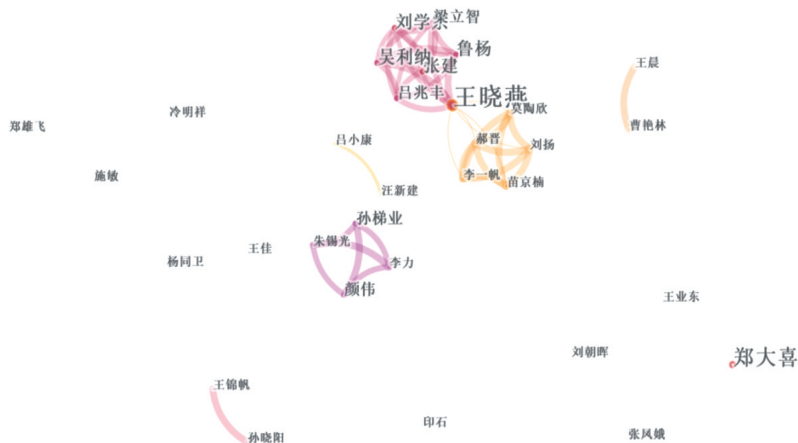 刘学
梁立智
鲁杨
吴利纳
张建
吕兆丰
王晓燕
莫陶欣
王晨
冷明祥
郑雄飞
曹艳林
吕小康
郝晋
刘扬
施敏
李一帆
苗京楠
汪新建
孙梯业
朱锡光
王佳
杨同卫
李力
颜伟
王业东
刘朝晖
郑大喜
王锦帆
印石
孙晓阳
张凤娥